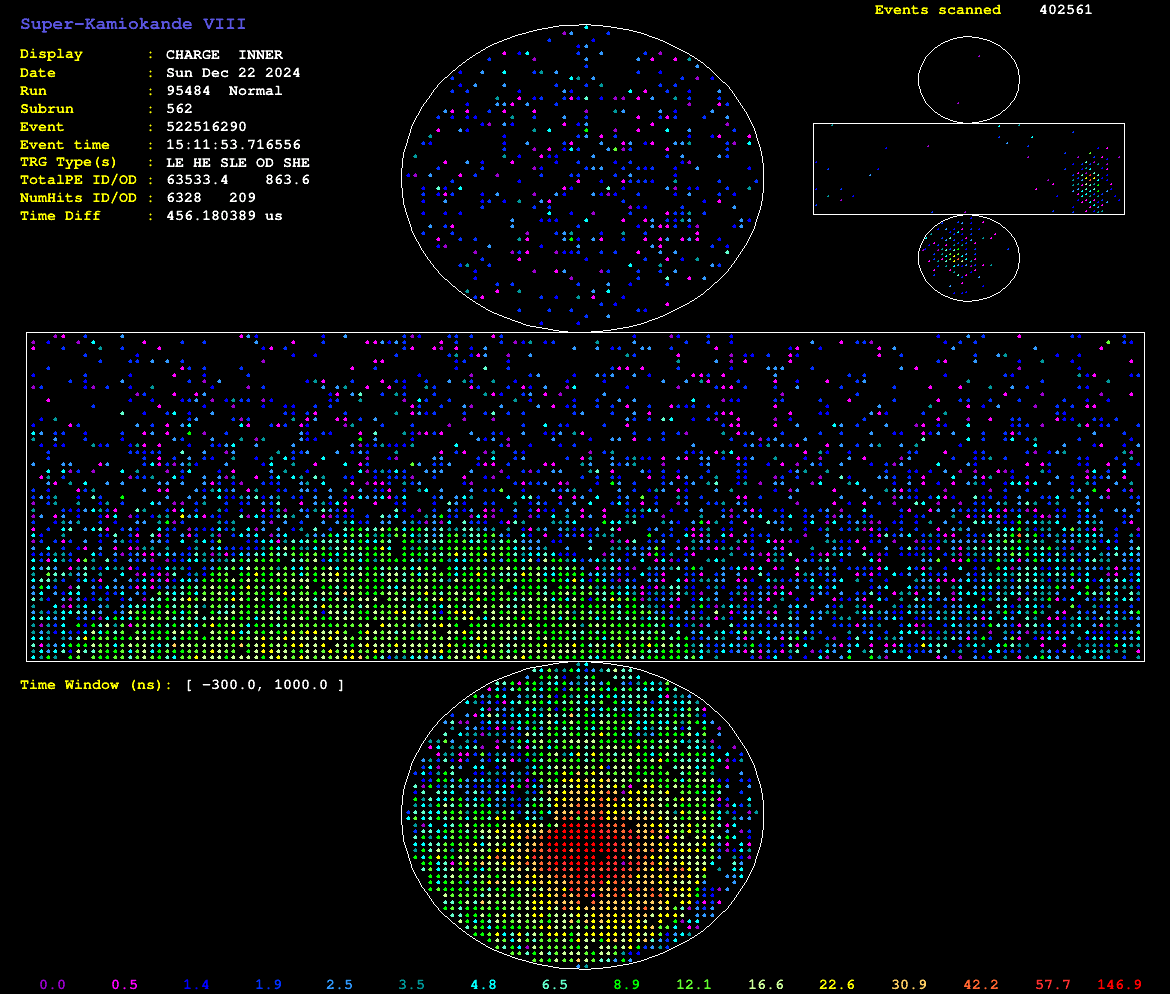 Super-Kamiokande VIII
Events scanned 402561
Display : CHARGE INNER
Date : Sun Dec 22 2024
Run : 95484 Normal
Subrun : 562
Event : 522516290
Event time : 15:11:53.716556
TRG Type(s) : LE HE SLE OD SHE
TotalPE ID/OD : 63533.4 863.6
NumHits ID/OD : 6328 209
Time Diff : 456.180389 us
Time Window (ns): [ −300.0, 1000.0 ]
0.0 0.5 1.4 1.9 2.5 3.5 4.8 6.5 8.9 12.1 16.6 22.6 30.9 42.2 57.7 146.9